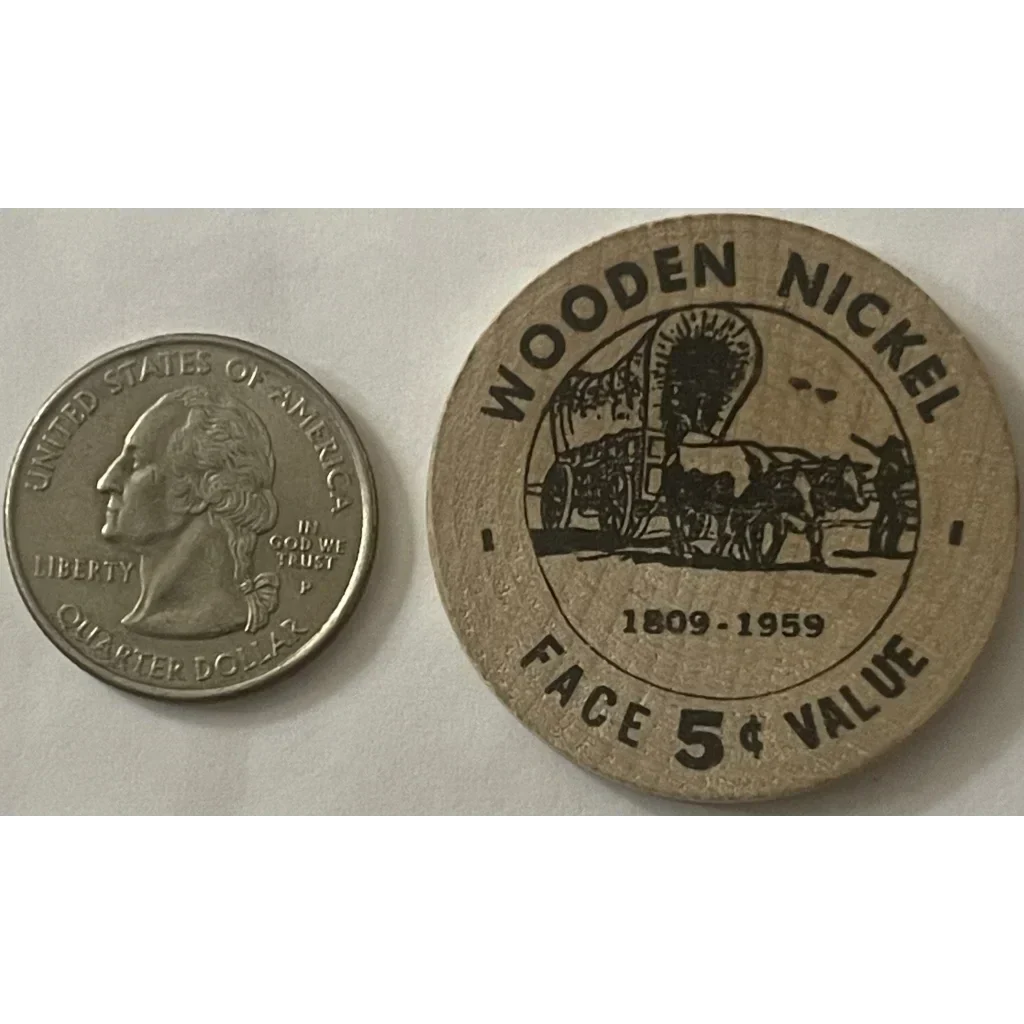 UNITED STATES OF AMERICA
LIBERTY
IN
GOD WE
TRUST
P
QUARTER DOLLAR
WOODEN NICKEL
1809-1959
FACE 5¢ VALUE